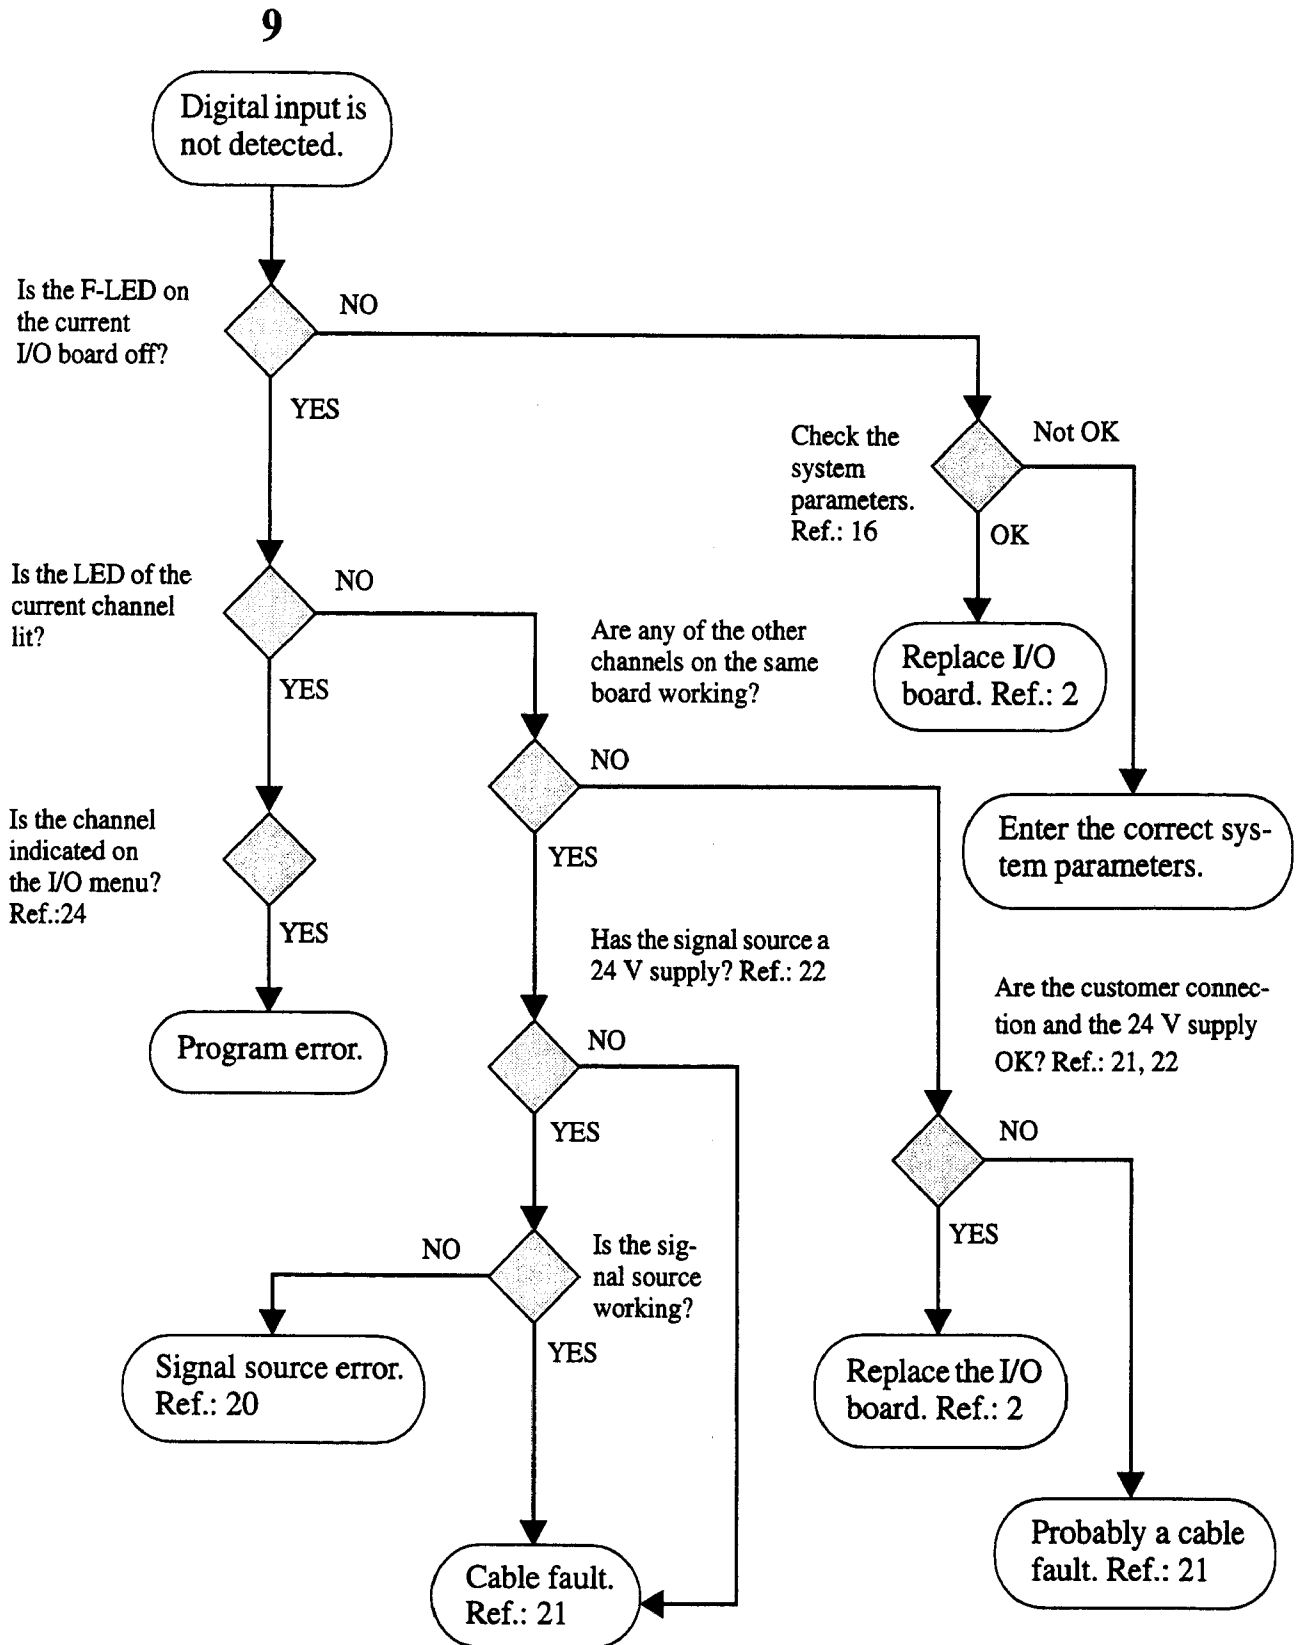 9
Digital input is
not detected.
Is the F-LED on
the current
I/O board off?
NO
YES
Check the
system
parameters.
Ref.: 16
Not OK
OK
Is the LED of the
current channel
lit?
NO
YES
Are any of the other
channels on the same
board working?
Replace I/O
board. Ref.: 2
NO
YES
Enter the correct sys-
tem parameters.
Is the channel
indicated on
the I/O menu?
Ref.:24
YES
Has the signal source a
24 V supply? Ref.: 22
Are the customer connec-
tion and the 24 V supply
OK? Ref.: 21, 22
Program error.
NO
YES
NO
YES
Is the sig-
nal source
working?
NO
YES
Signal source error.
Ref.: 20
Replace the I/O
board. Ref.: 2
Probably a cable
fault. Ref.: 21
Cable fault.
Ref.: 21